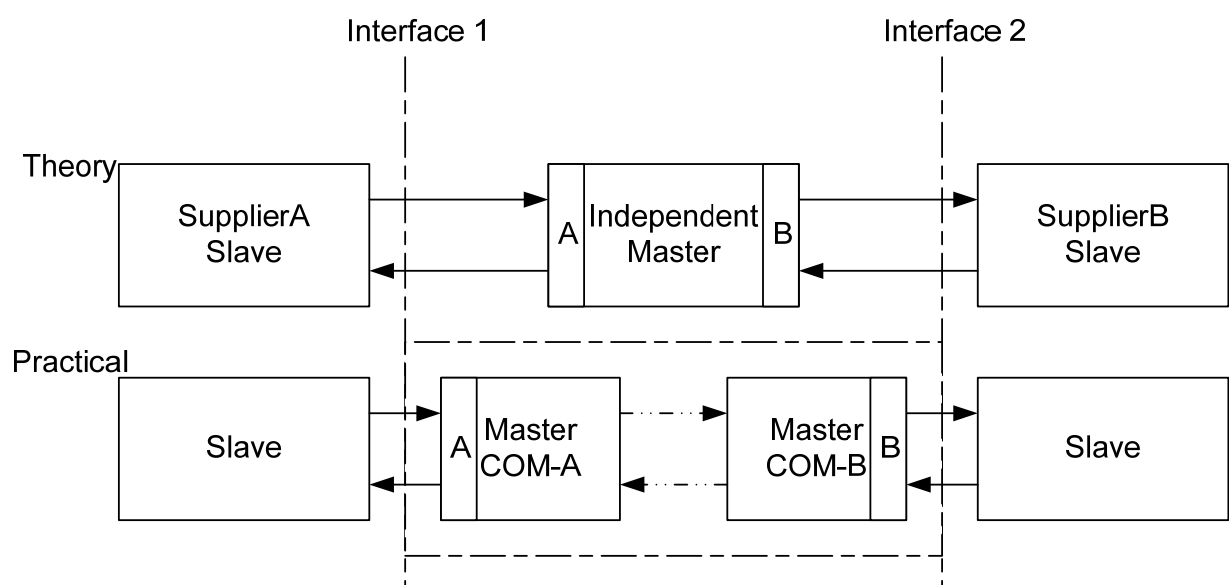 Interface 1
Interface 2
Theory
SupplierA
Slave
A
Independent
Master
B
SupplierB
Slave
Practical
Slave
A
Master
COM-A
Master
COM-B
B
Slave